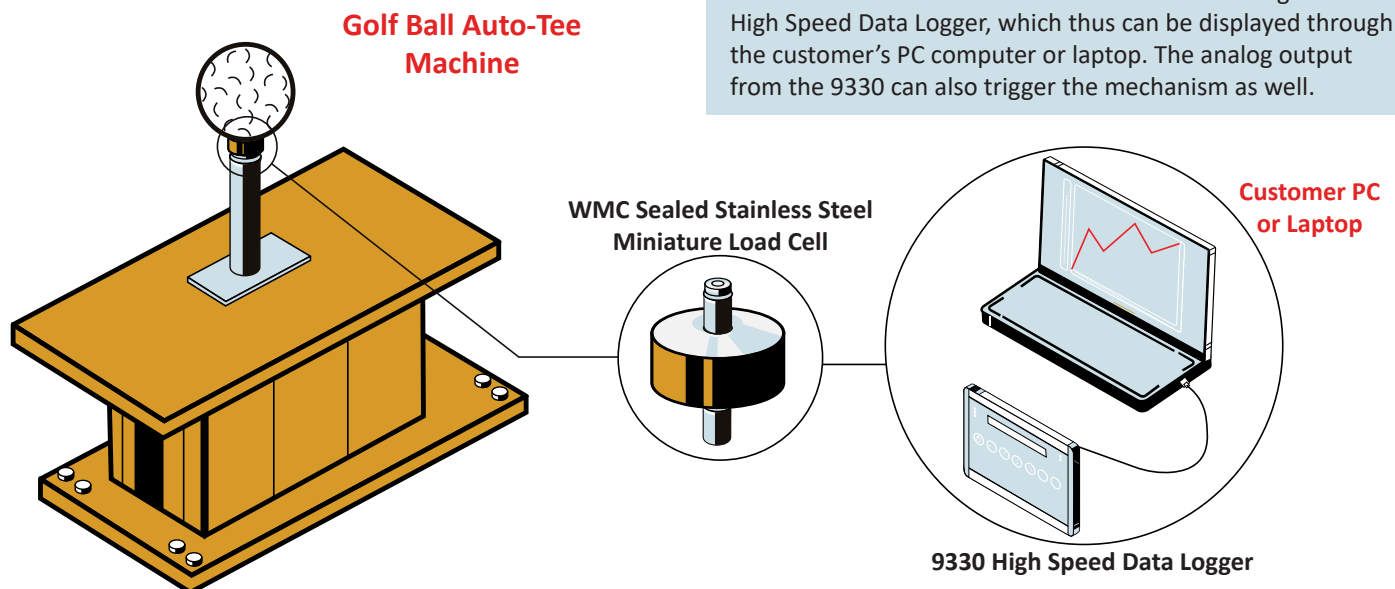 Golf Ball Auto-Tee
Machine
High Speed Data Logger, which thus can be displayed through
the customer’s PC computer or laptop. The analog output
from the 9330 can also trigger the mechanism as well.
WMC Sealed Stainless Steel
Miniature Load Cell
Customer PC
or Laptop
9330 High Speed Data Logger